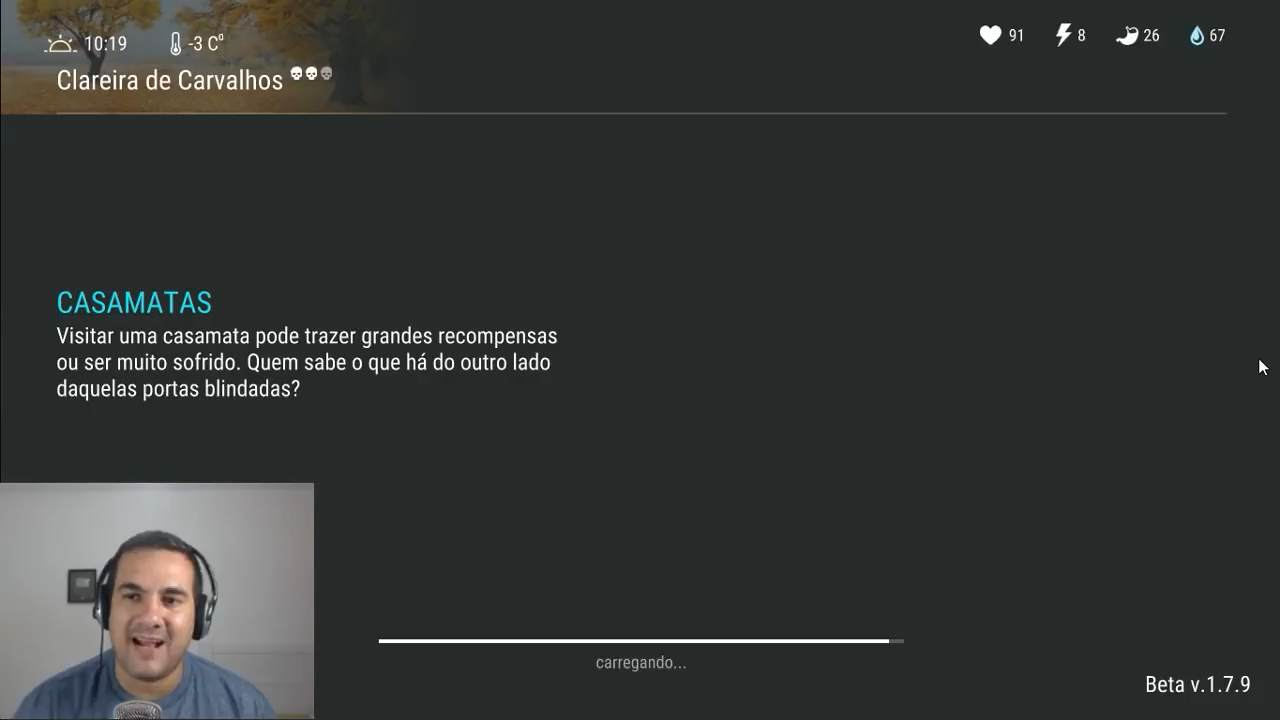 10:19 -3 Cº
91 8 26 67
Clareira de Carvalhos
CASAMATAS
Visitar uma casamata pode trazer grandes recompensas
ou ser muito sofrido. Quem sabe o que há do outro lado
daquelas portas blindadas?
carregando...
Beta v.1.7.9